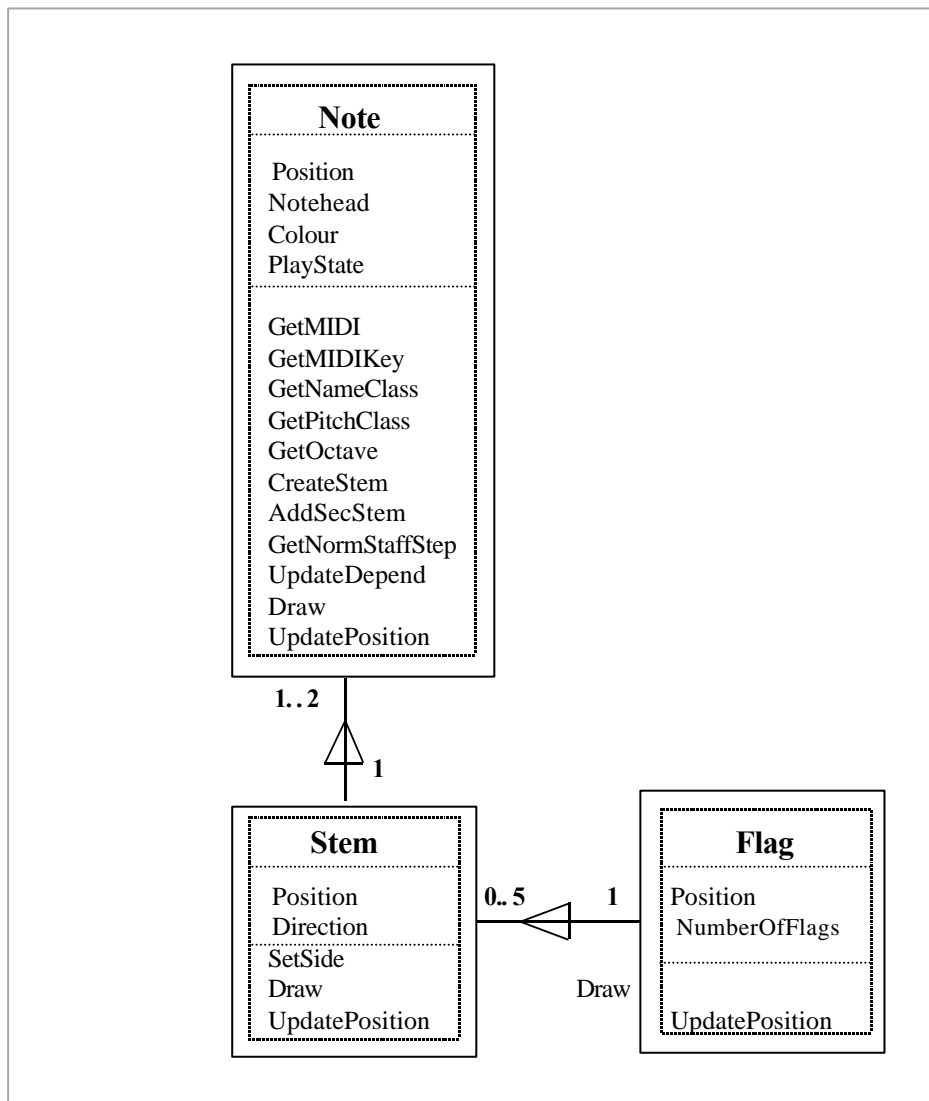 Note
Position
Notehead
Colour
PlayState
GetMIDI
GetMIDIKey
GetNameClass
GetPitchClass
GetOctave
CreateStem
AddSecStem
GetNormStaffStep
UpdateDepend
Draw
UpdatePosition
1..2
1
Stem
Position
Direction
SetSide
Draw
UpdatePosition
0..5
1
Flag
Position
NumberOfFlags
Draw
UpdatePosition